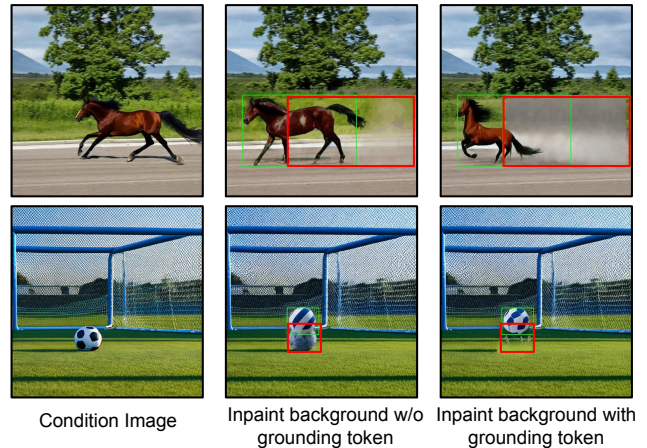 Condition Image
Inpaint background w/o
grounding token
Inpaint background with
grounding token